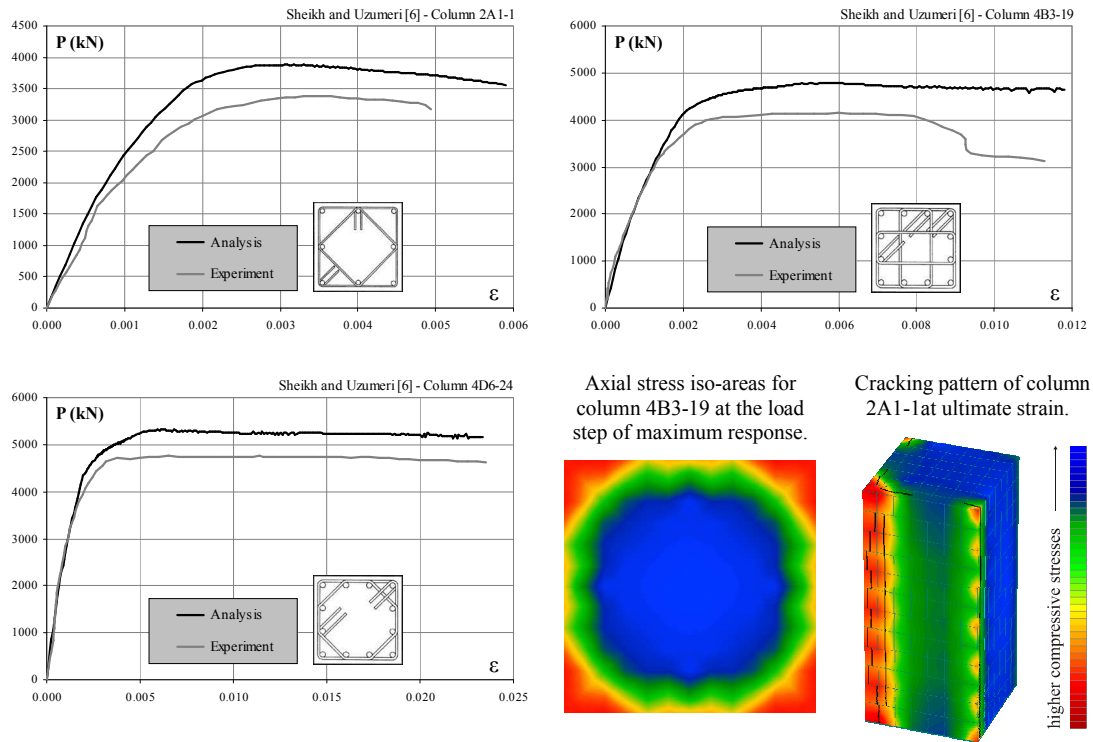 Sheikh and Uzumeri [6] - Column 2A1-1
P (kN)
4500
4000
3500
3000
2500
2000
1500
1000
500
0
Analysis
Experiment
ε
0.000 0.001 0.002 0.003 0.004 0.005 0.006
Sheikh and Uzumeri [6] - Column 4B3-19
P (kN)
6000
5000
4000
3000
2000
1000
0
Analysis
Experiment
ε
0.000 0.002 0.004 0.006 0.008 0.010 0.012
Sheikh and Uzumeri [6] - Column 4D6-24
P (kN)
6000
5000
4000
3000
2000
1000
0
Analysis
Experiment
ε
0.000 0.005 0.010 0.015 0.020 0.025
Axial stress iso-areas for
column 4B3-19 at the load
step of maximum response.
Cracking pattern of column
2A1-1at ultimate strain.
higher compressive stresses